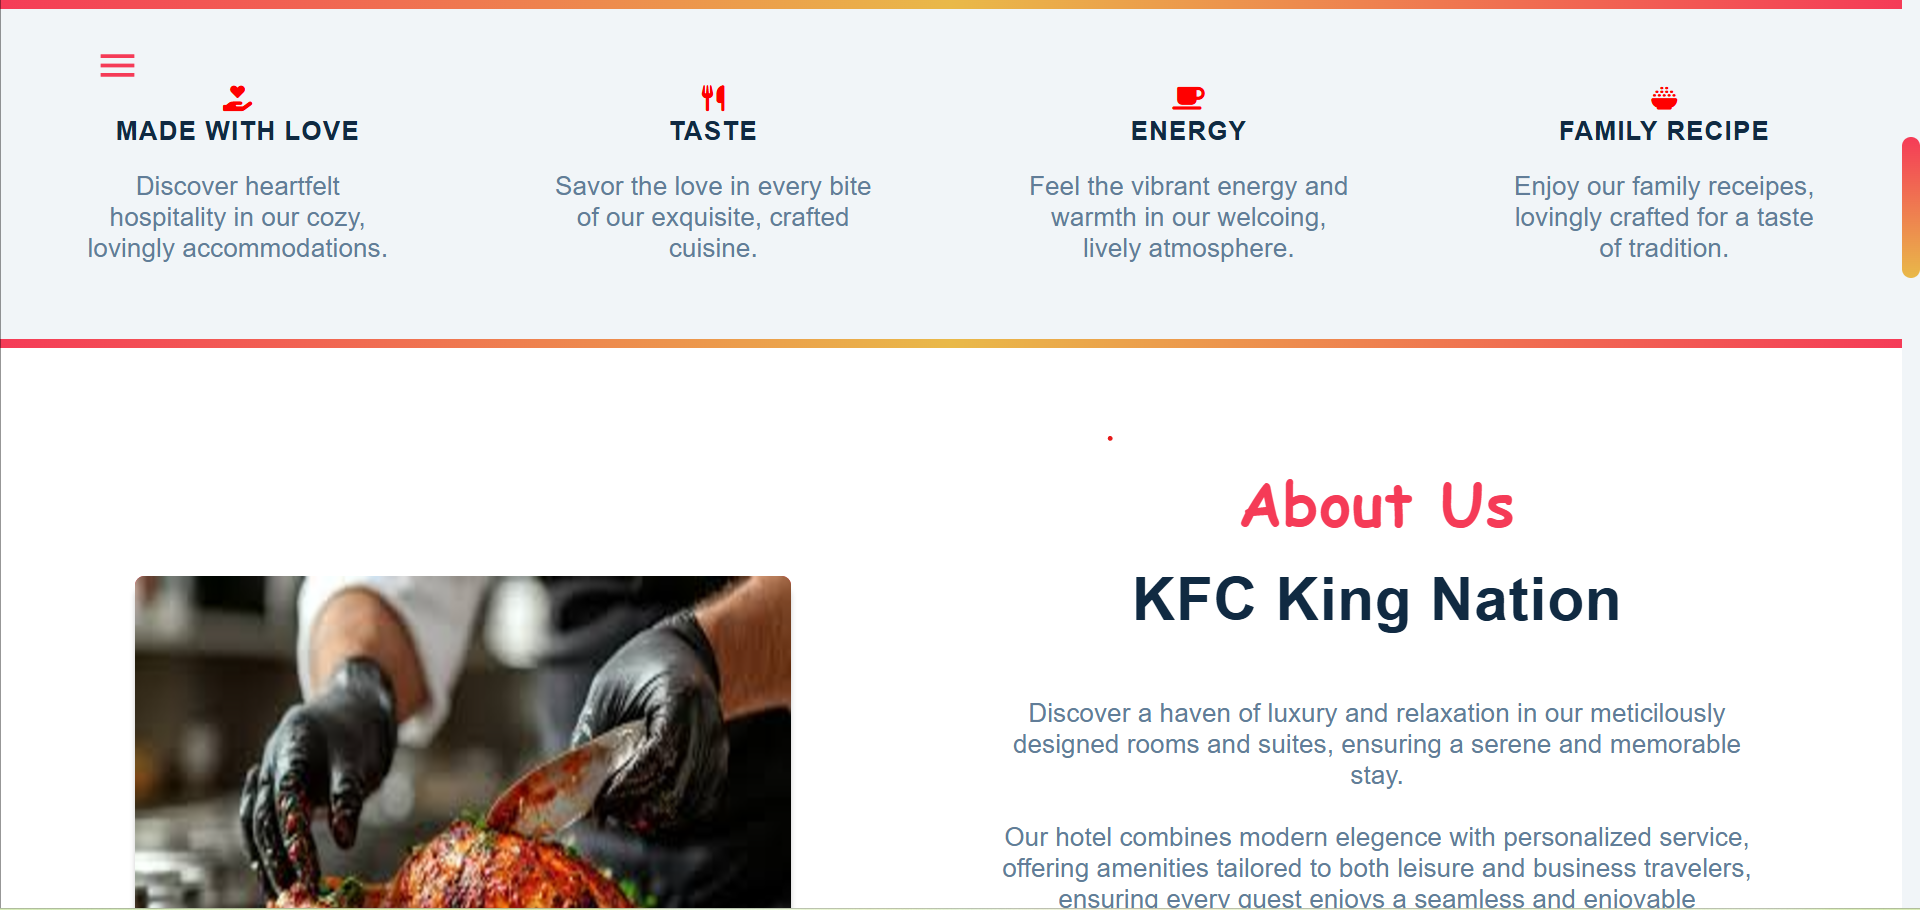 MADE WITH LOVE
Discover heartfelt
hospitality in our cozy,
lovingly accommodations.
TASTE
Savor the love in every bite
of our exquisite, crafted
cuisine.
ENERGY
Feel the vibrant energy and
warmth in our welcoing,
lively atmosphere.
FAMILY RECIPE
Enjoy our family receipes,
lovingly crafted for a taste
of tradition.
About Us
KFC King Nation
Discover a haven of luxury and relaxation in our meticilously
designed rooms and suites, ensuring a serene and memorable
stay.
Our hotel combines modern elegence with personalized service,
offering amenities tailored to both leisure and business travelers,
ensuring every guest enjoys a seamless and enjoyable